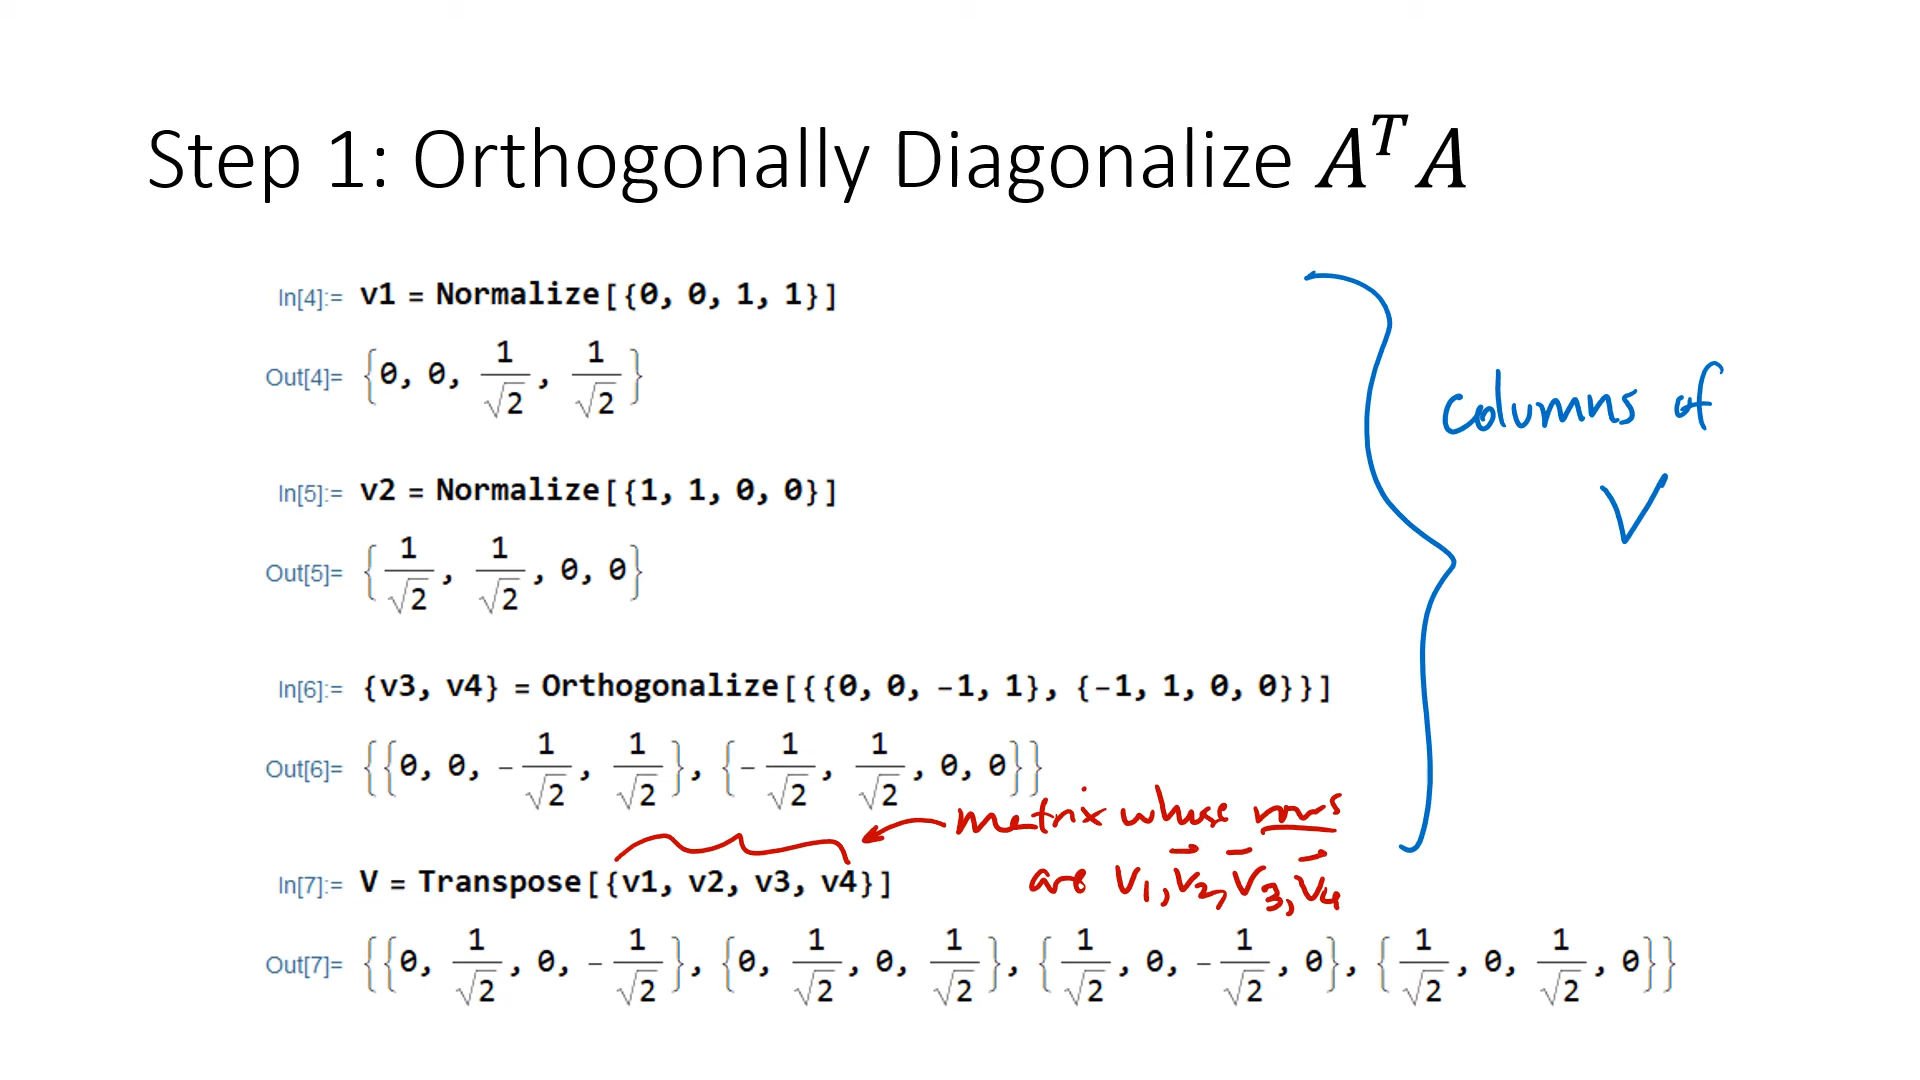 Step 1: Orthogonally Diagonalize $A^T A$
In[4]:= v1 = Normalize[{0, 0, 1, 1}]
Out[4]= {0, 0, 1/√2, 1/√2}
columns of
V
In[5]:= v2 = Normalize[{1, 1, 0, 0}]
Out[5]= {1/√2, 1/√2, 0, 0}
In[6]:= {v3, v4} = Orthogonalize[{{0, 0, -1, 1}, {-1, 1, 0, 0}}]
Out[6]= {{0, 0, -1/√2, 1/√2}, {-1/√2, 1/√2, 0, 0}}
matrix whose rows
are v⃗1, v⃗2, v⃗3, v⃗4
In[7]:= V = Transpose[{v1, v2, v3, v4}]
Out[7]= {{0, 1/√2, 0, -1/√2}, {0, 1/√2, 0, 1/√2}, {1/√2, 0, -1/√2, 0}, {1/√2, 0, 1/√2, 0}}